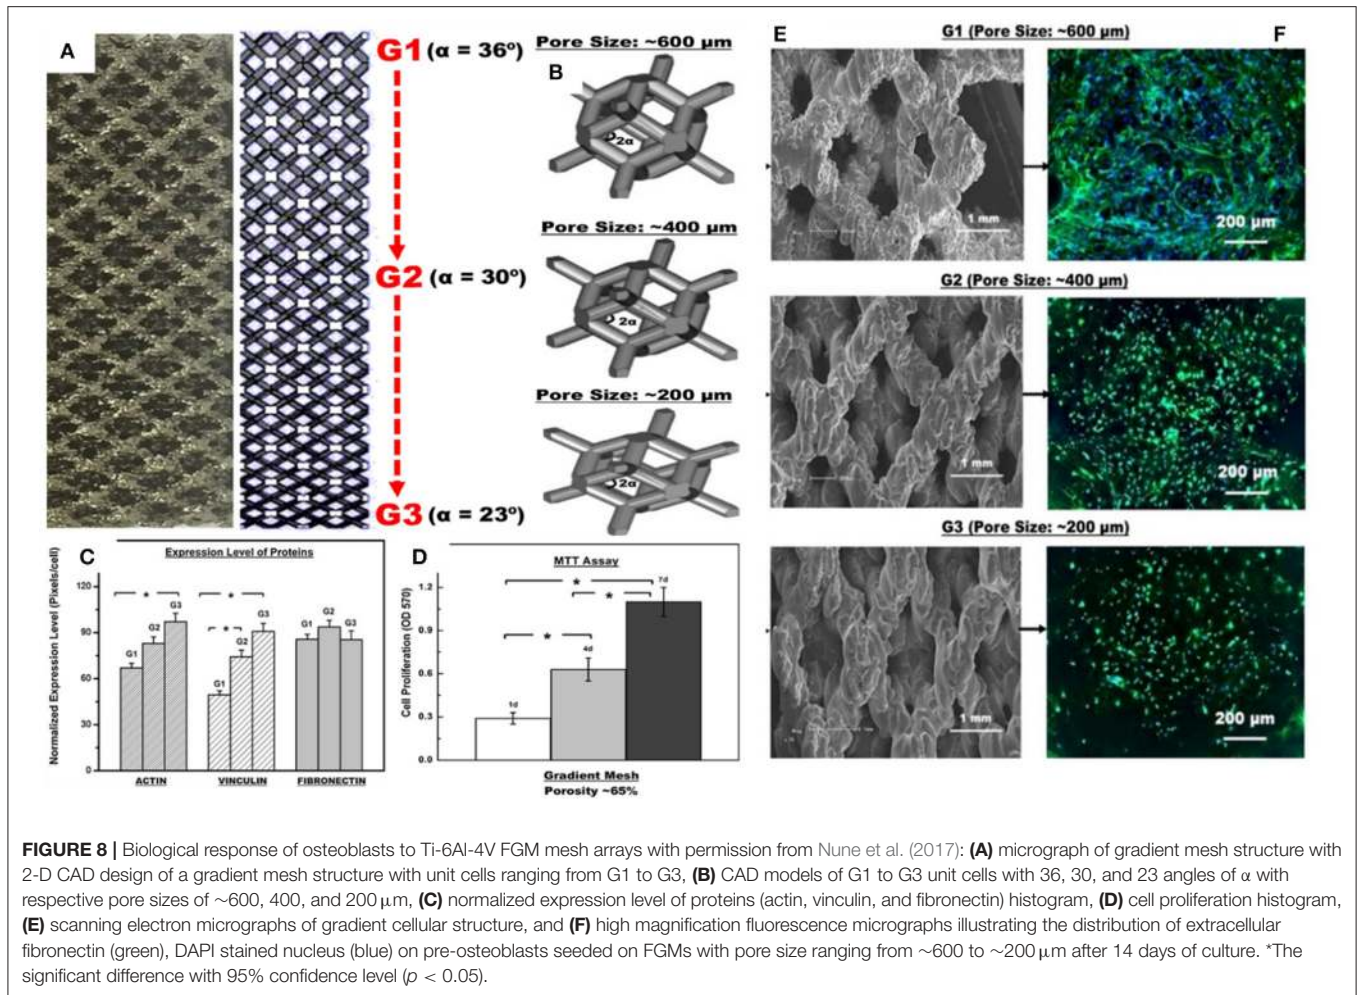 A
G1 (α = 36º)
G2 (α = 30º)
G3 (α = 23º)
Pore Size: ~600 µm
B
2α
Pore Size: ~400 µm
2α
Pore Size: ~200 µm
2α
E
G1 (Pore Size: ~600 µm)
F
1 mm
200 µm
G2 (Pore Size: ~400 µm)
1 mm
200 µm
G3 (Pore Size: ~200 µm)
1 mm
200 µm
C
Expression Level of Proteins
Normalized Expression Level (Pixels/cell)
120
90
60
30
0
G1
G2
G3
*
G1
G2
G3
*
*
G1
G2
G3
ACTIN
VINCULIN
FIBRONECTIN
D
MTT Assay
Cell Proliferation (OD 570)
1.2
0.9
0.6
0.3
0.0
*
*
*
1d
4d
7d
Gradient Mesh
Porosity ~65%
FIGURE 8 | Biological response of osteoblasts to Ti-6Al-4V FGM mesh arrays with permission from Nune et al. (2017): (A) micrograph of gradient mesh structure with
2-D CAD design of a gradient mesh structure with unit cells ranging from G1 to G3, (B) CAD models of G1 to G3 unit cells with 36, 30, and 23 angles of α with
respective pore sizes of ~600, 400, and 200 µm, (C) normalized expression level of proteins (actin, vinculin, and fibronectin) histogram, (D) cell proliferation histogram,
(E) scanning electron micrographs of gradient cellular structure, and (F) high magnification fluorescence micrographs illustrating the distribution of extracellular
fibronectin (green), DAPI stained nucleus (blue) on pre-osteoblasts seeded on FGMs with pore size ranging from ~600 to ~200 µm after 14 days of culture. *The
significant difference with 95% confidence level (p < 0.05).